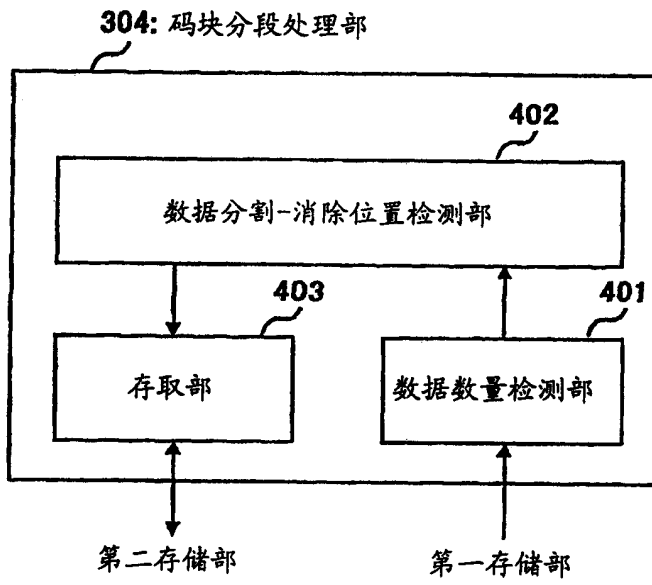 304: 码块分段处理部
402
数据分割-消除位置检测部
403
401
存取部
数据数量检测部
第二存储部
第一存储部